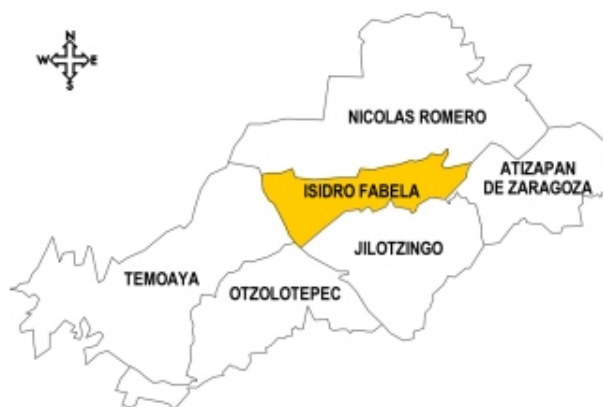 N
W E
S
NICOLAS ROMERO
ATIZAPAN
DE ZARAGOZA
ISIDRO FABELA
JILOTZINGO
TEMOAYA
OTZOLOTEPEC